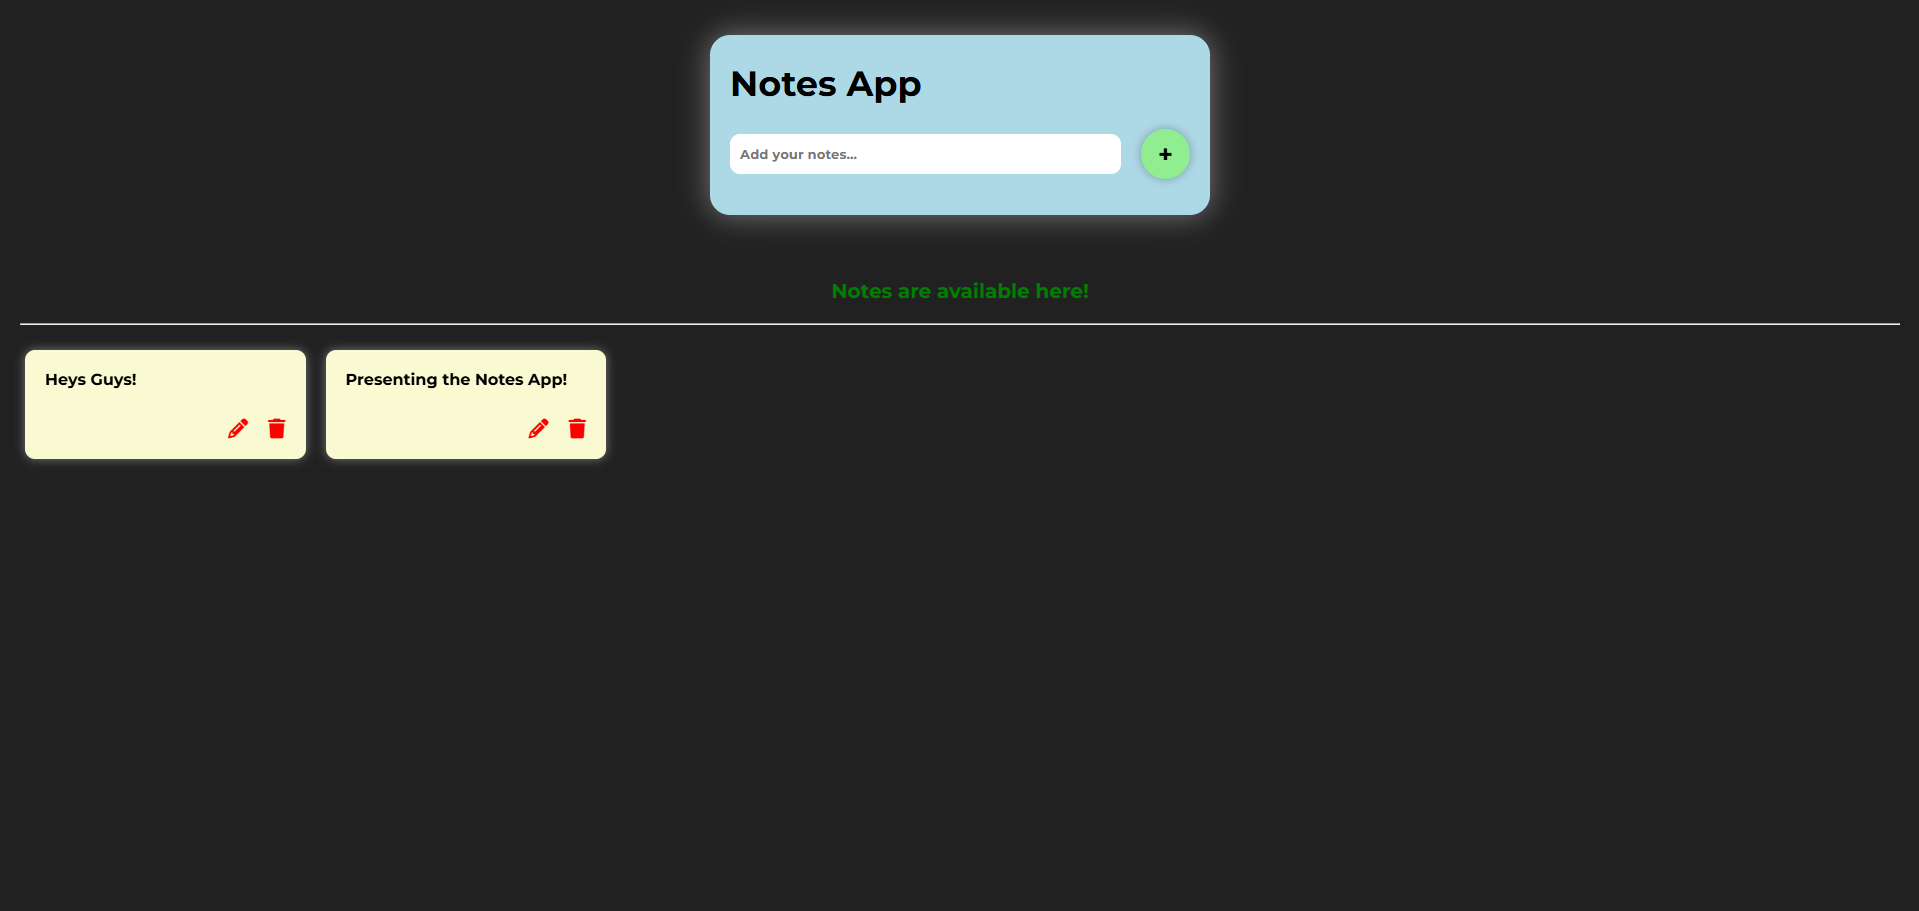 Notes App
Add your notes...
+
Notes are available here!
Heys Guys!
Presenting the Notes App!